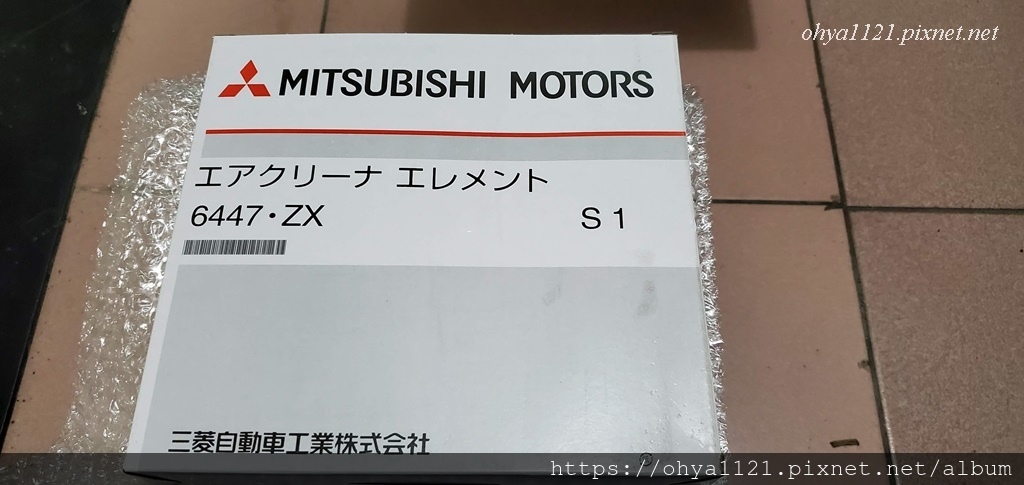 ohya1121.pixnet.net
MITSUBISHI MOTORS
エアクリーナ エレメント
6447・ZX S 1
三菱自動車工業株式会社
https://ohya1121.pixnet.net/album